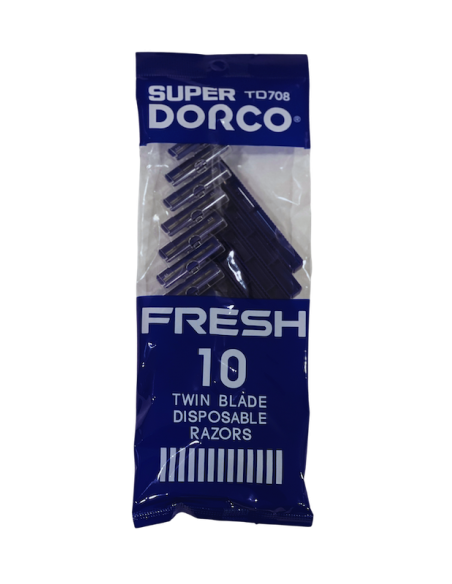 SUPER TD708
DORCO®
FRESH
10
TWIN BLADE
DISPOSABLE
RAZORS